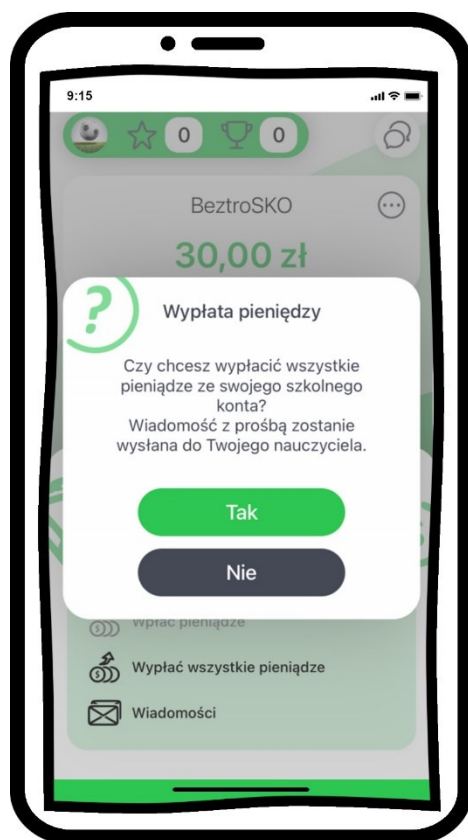 9:15
0 0
BeztroSKO
30,00 zł
?
Wypłata pieniędzy
Czy chcesz wypłacić wszystkie
pieniądze ze swojego szkolnego
konta?
Wiadomość z prośbą zostanie
wysłana do Twojego nauczyciela.
Tak
Nie
Wpłać pieniądze
Wypłać wszystkie pieniądze
Wiadomości